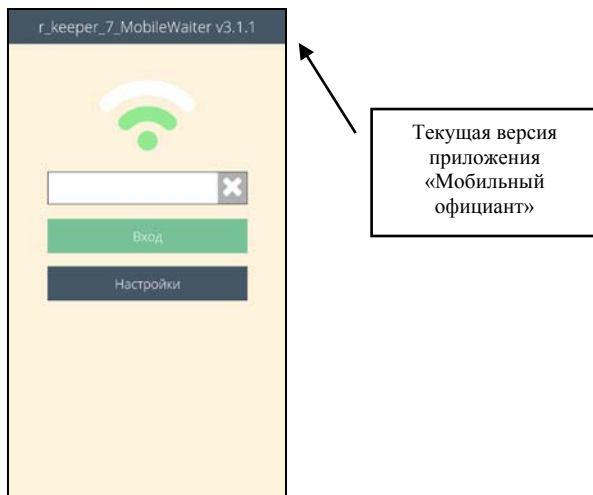 r_keeper_7_MobileWaiter v3.1.1
Текущая версия
приложения
«Мобильный
официант»
Вход
Настройки